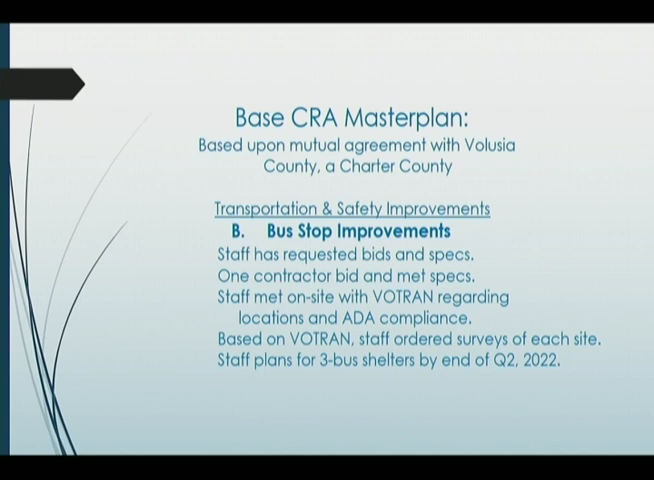 Base CRA Masterplan:
Based upon mutual agreement with Volusia
County, a Charter County
Transportation & Safety Improvements
B. Bus Stop Improvements
Staff has requested bids and specs.
One contractor bid and met specs.
Staff met on-site with VOTRAN regarding
locations and ADA compliance.
Based on VOTRAN, staff ordered surveys of each site.
Staff plans for 3-bus shelters by end of Q2, 2022.